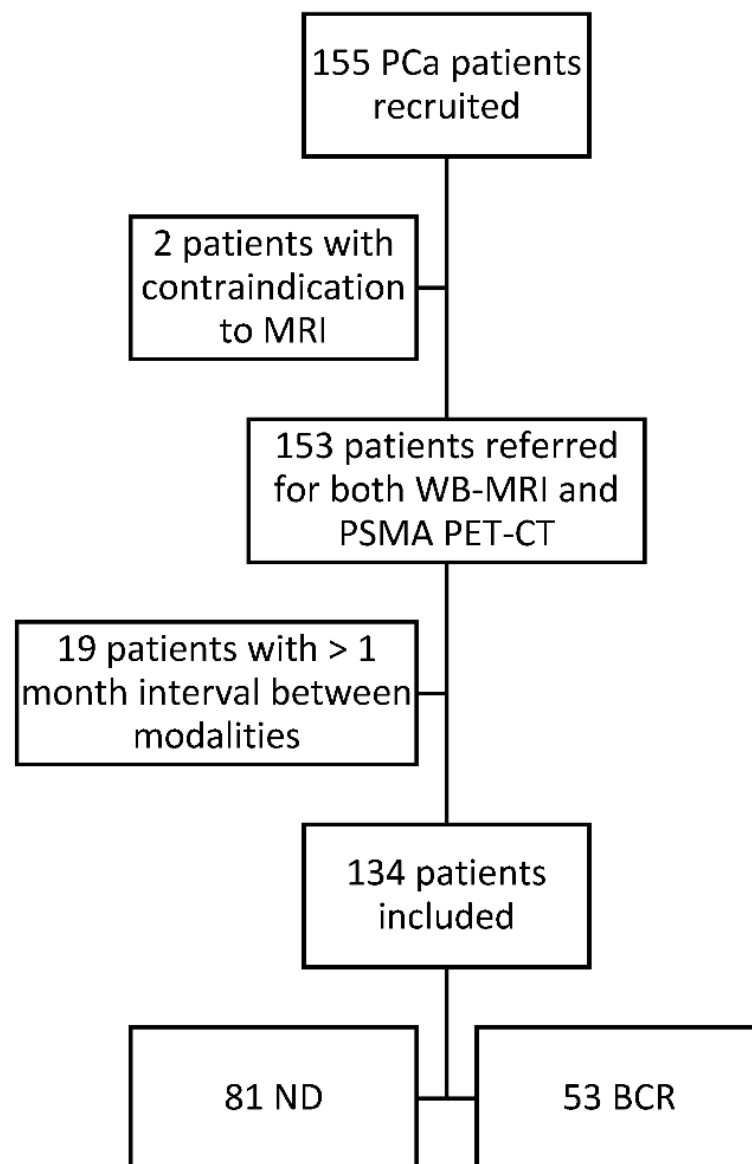 155 PCa patients
recruited
2 patients with
contraindication
to MRI
153 patients referred
for both WB-MRI and
PSMA PET-CT
19 patients with > 1
month interval between
modalities
134 patients
included
81 ND
53 BCR